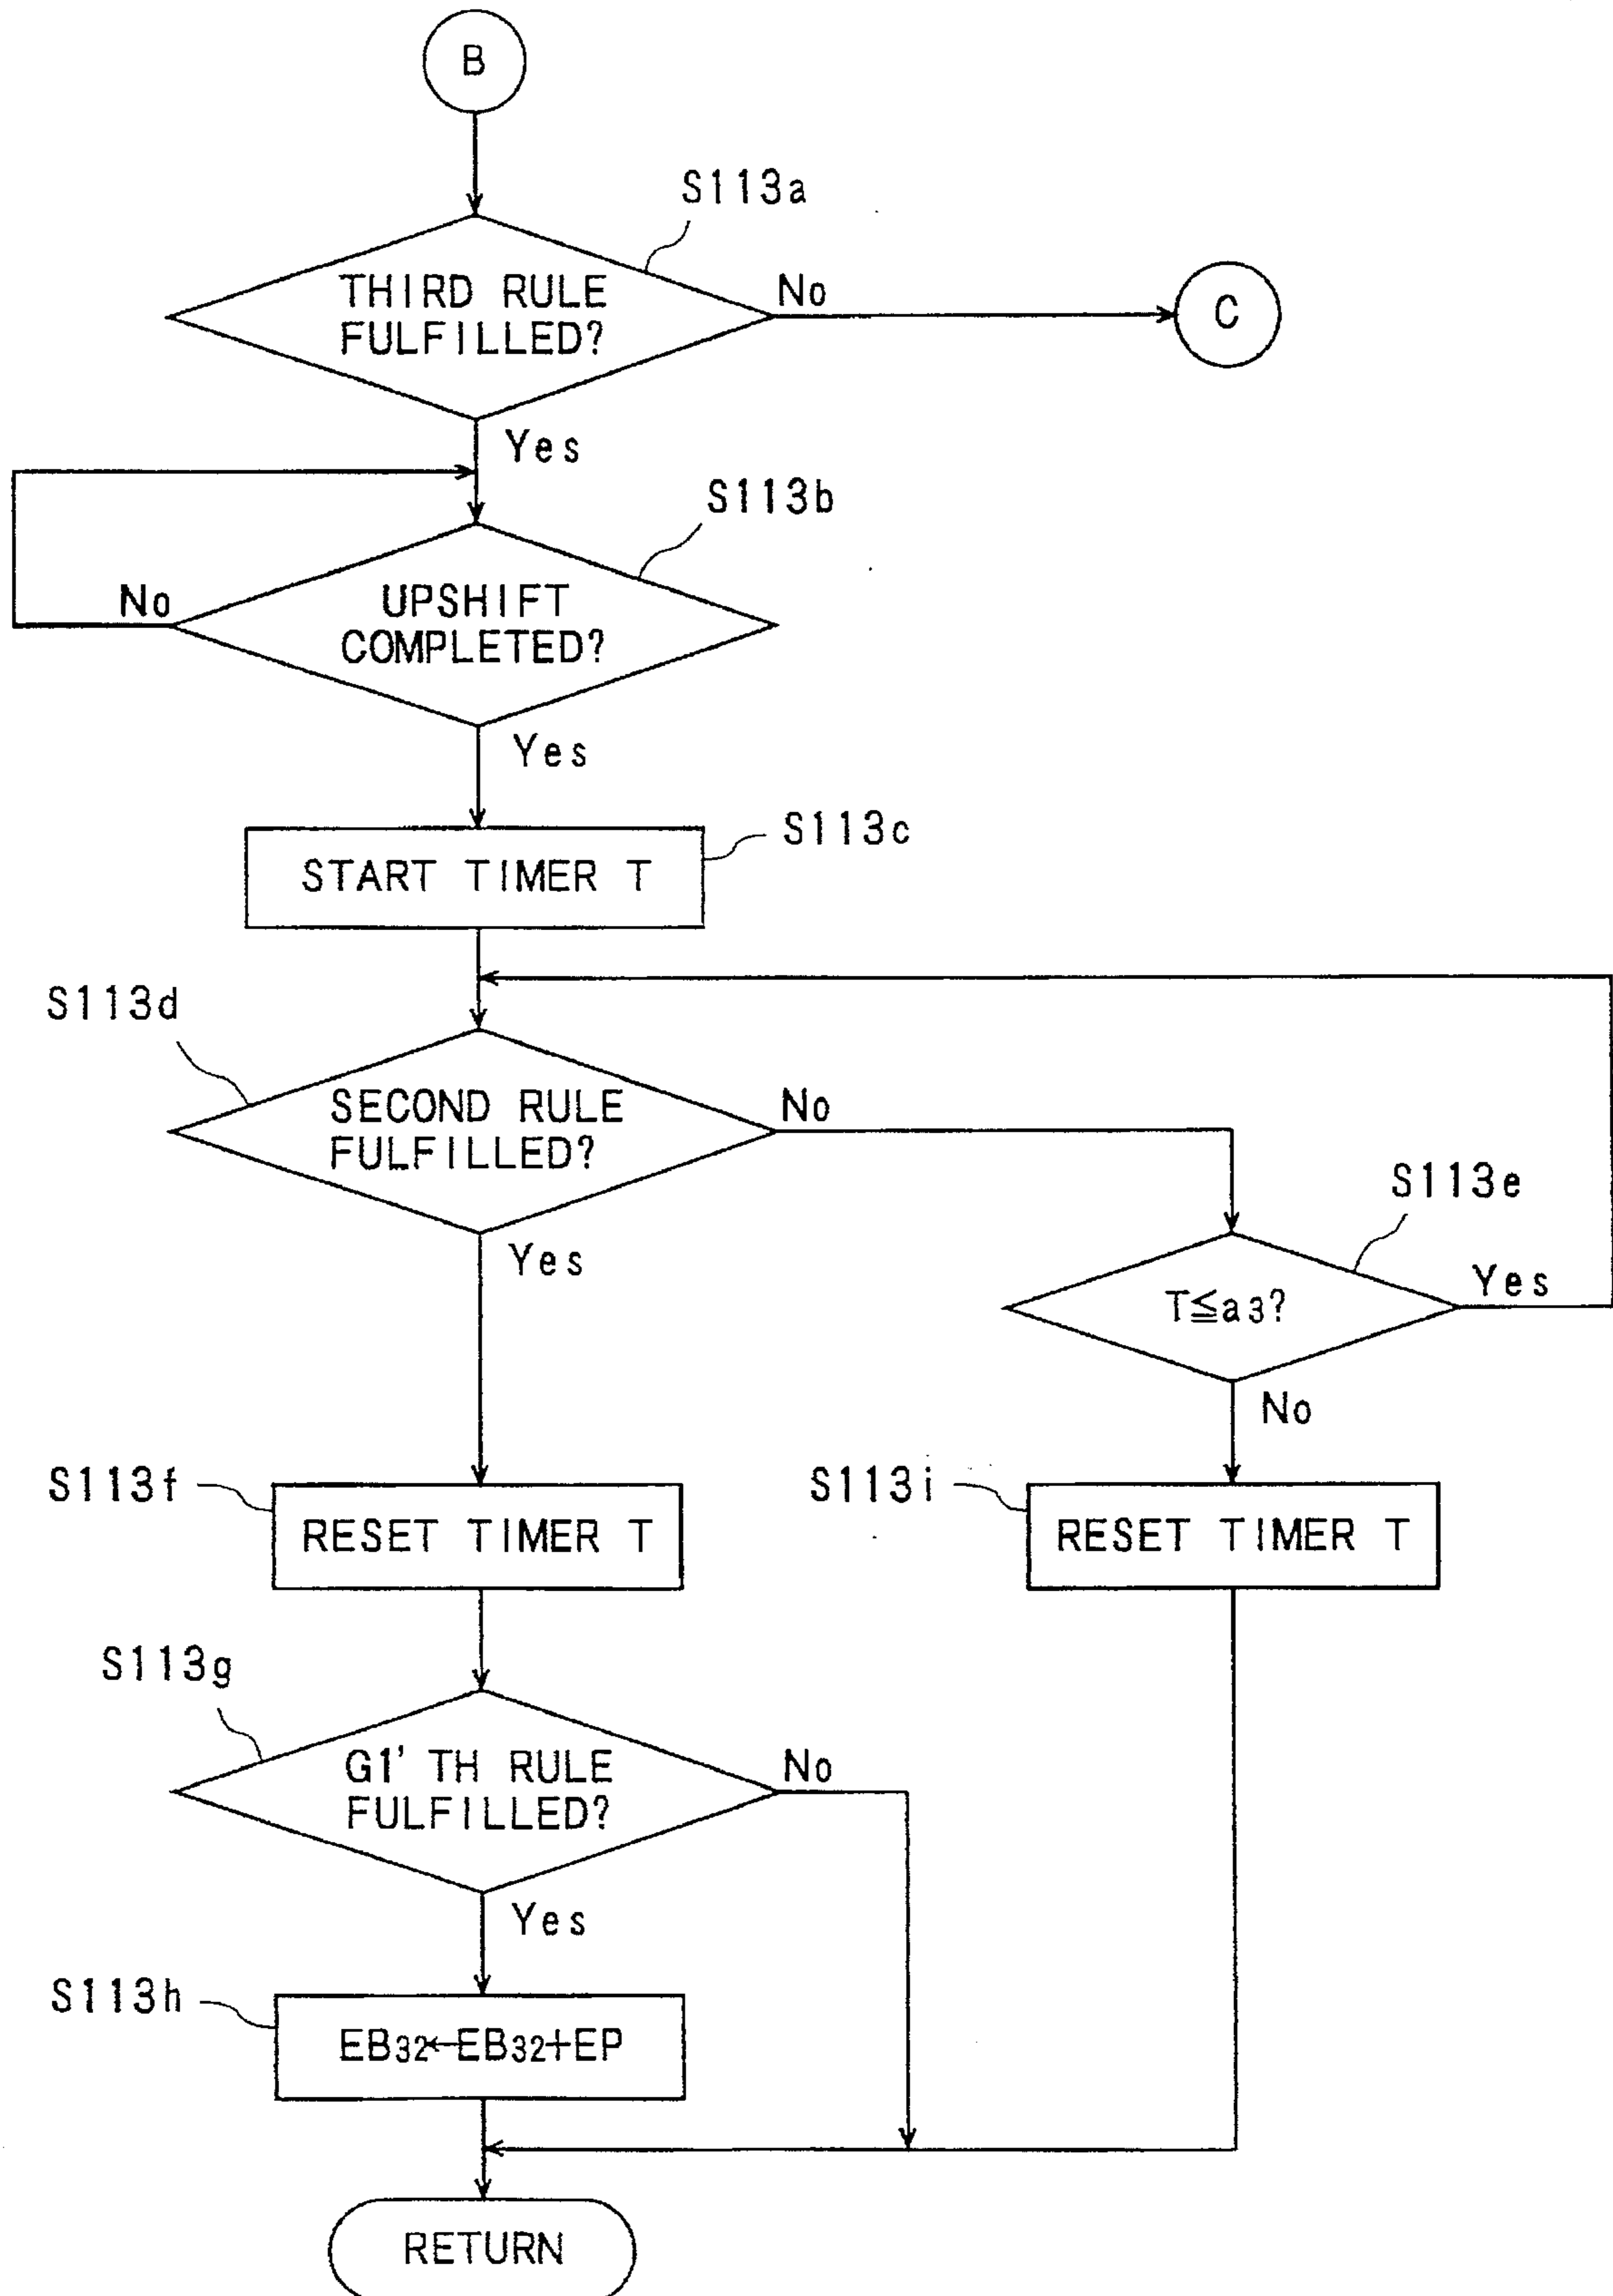 B
S113a
THIRD RULE
FULFILLED?
No
C
Yes
S113b
No
UPSHIFT
COMPLETED?
Yes
S113c
START TIMER T
S113d
SECOND RULE
FULFILLED?
No
S113e
Yes
T≦a3?
Yes
No
S113f
RESET TIMER T
S113i
RESET TIMER T
S113g
G1' TH RULE
FULFILLED?
No
Yes
S113h
EB32←EB32+EP
RETURN